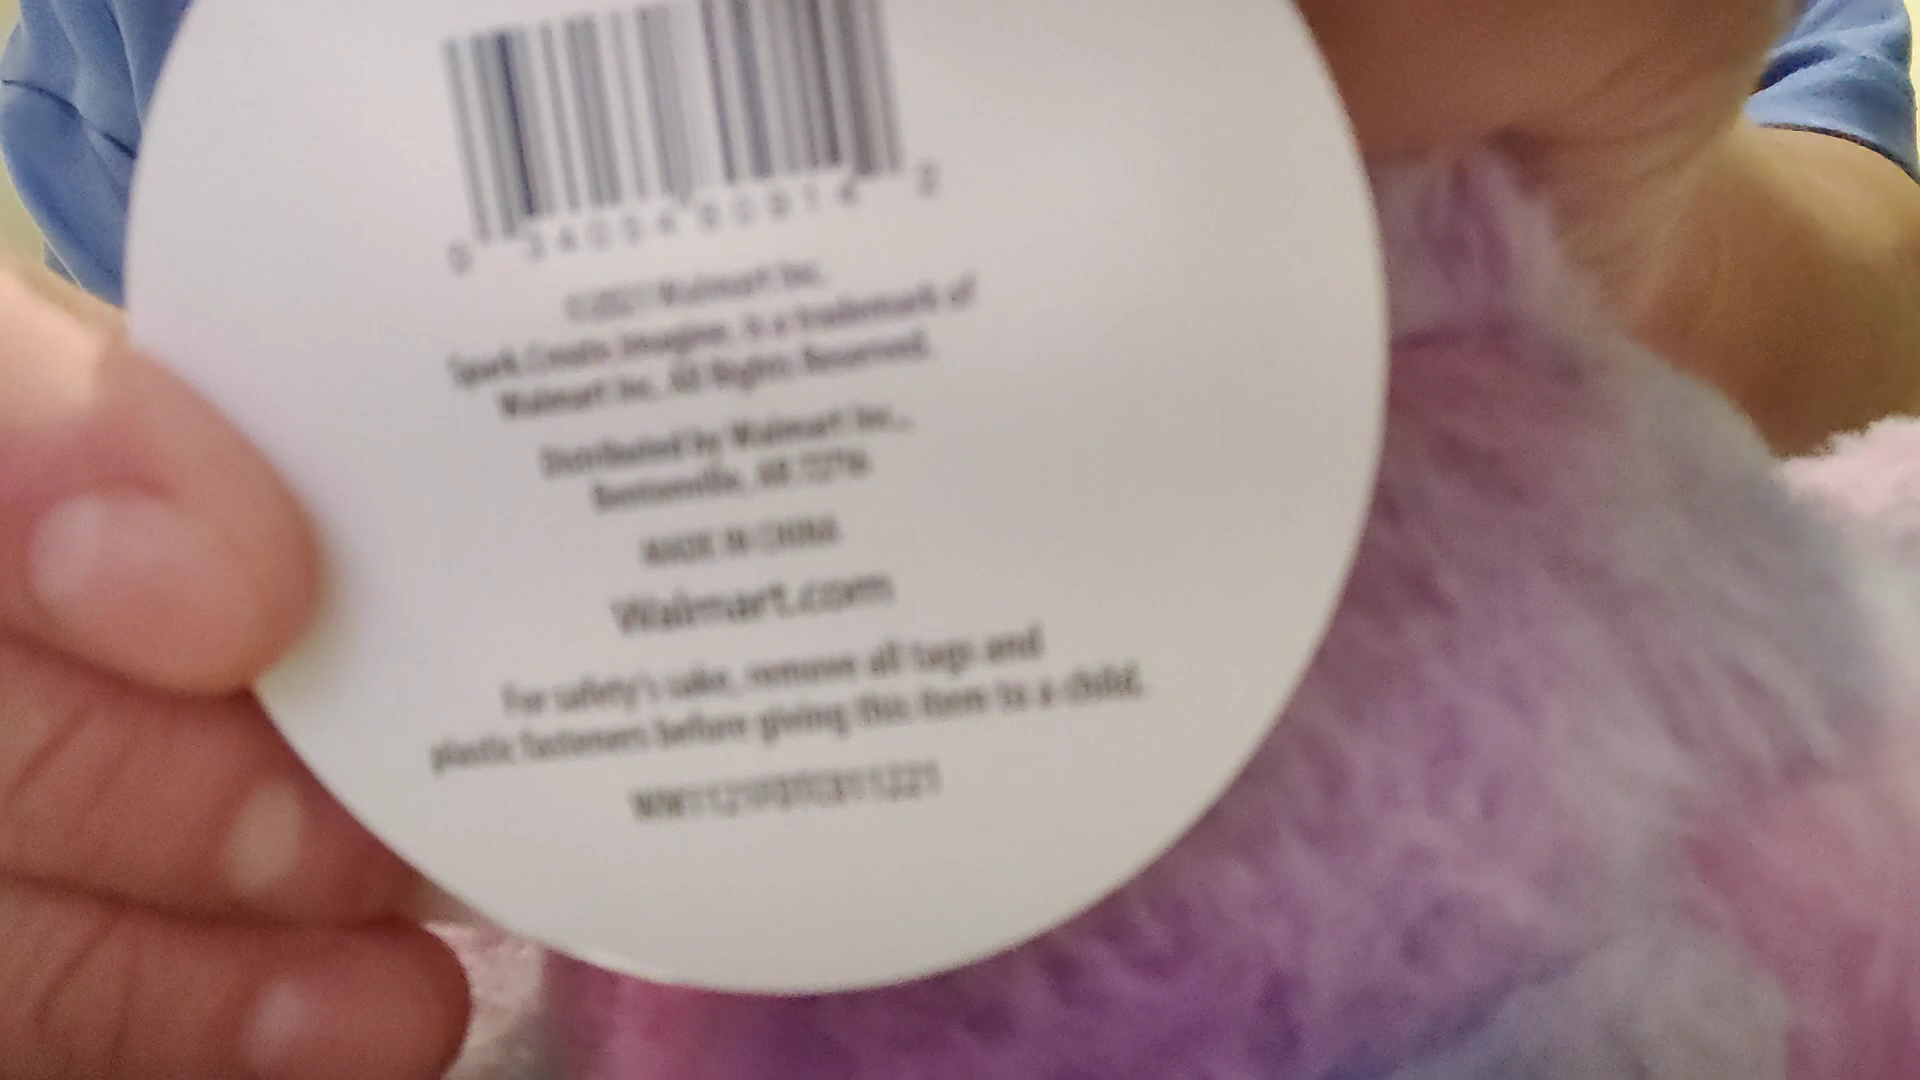 ©2021 Walmart Inc.
Spark.Create.Imagine. is a trademark of
Walmart Inc. All Rights Reserved.
Distributed by Walmart Inc.,
Bentonville, AR 72716
MADE IN CHINA
Walmart.com
For safety's sake, remove all tags and
plastic fasteners before giving this item to a child.